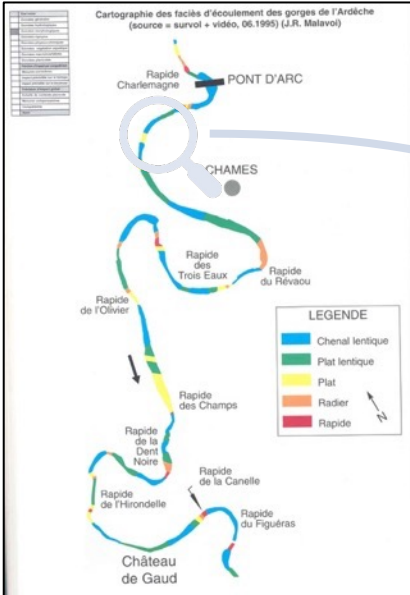 Cartographie des faciès d'écoulement des gorges de l'Ardèche
(source = survol + vidéo, 06.1995) (J.R. Malavoi)
Rapide
Charlemagne
PONT D'ARC
CHAMES
Rapide
des
Trois Eaux
Rapide
du Révaou
Rapide
de l'Olivier
LEGENDE
Chenal lentique
Plat lentique
Plat
Radier
Rapide
N
Rapide
des Champs
Rapide
de la
Dent
Noire
Rapide
de la Canelle
Rapide
de l'Hirondelle
Rapide
du Figuéras
Château
de Gaud